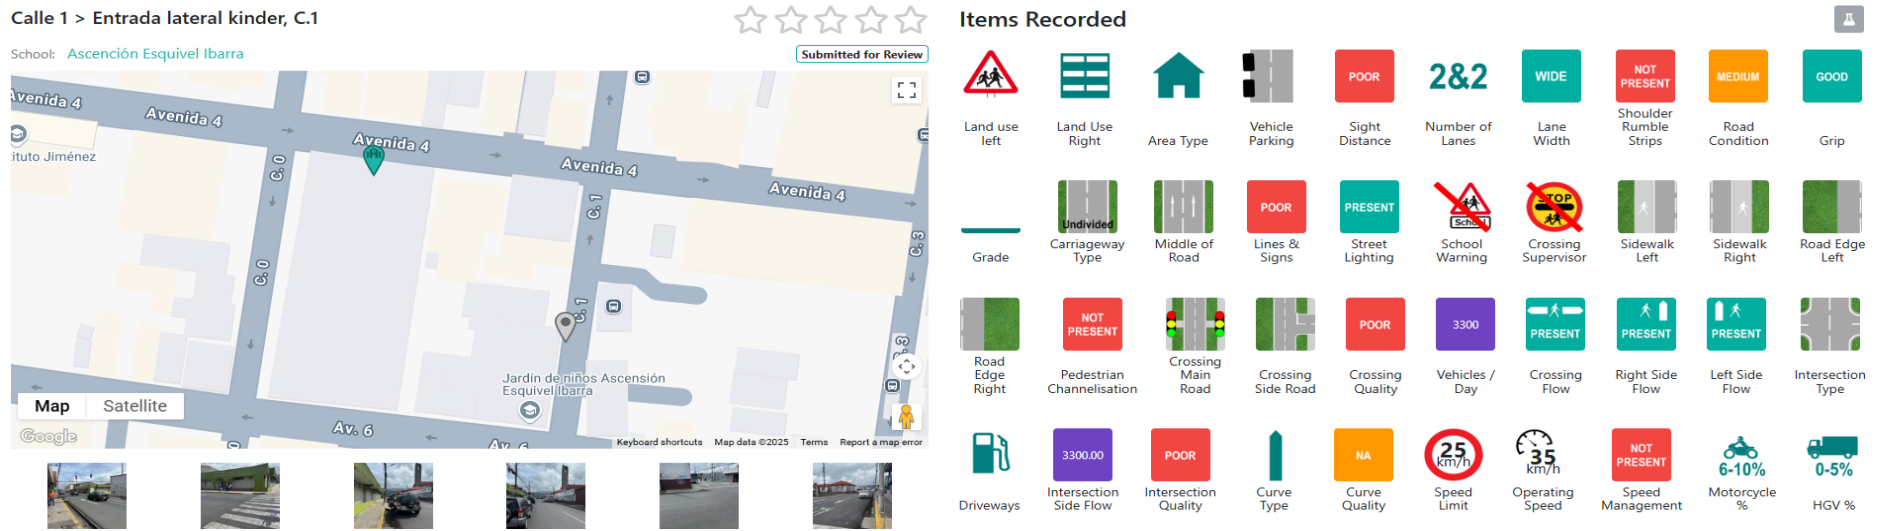 Calle 1 > Entrada lateral kinder, C.1
School: Ascención Esquivel Ibarra
Submitted for Review
Avenida 4
Avenida 4
Avenida 4
Avenida 4
Avenida 4
tituto Jiménez
C. 0
C. 1
C. 3
C. 0
C. 1
C. 3
Jardín de niños Ascensión
Esquivel Ibarra
Map
Satellite
Google
Av. 6
Av. 6
Keyboard shortcuts
Map data ©2025
Terms
Report a map error
Items Recorded
POOR
2&2
WIDE
NOT
PRESENT
MEDIUM
GOOD
Land use
left
Land Use
Right
Area Type
Vehicle
Parking
Sight
Distance
Number of
Lanes
Lane
Width
Shoulder
Rumble
Strips
Road
Condition
Grip
Undivided
POOR
PRESENT
School
STOP
Grade
Carriageway
Type
Middle of
Road
Lines &
Signs
Street
Lighting
School
Warning
Crossing
Supervisor
Sidewalk
Left
Sidewalk
Right
Road Edge
Left
NOT
PRESENT
POOR
3300
PRESENT
PRESENT
PRESENT
Road
Edge
Right
Pedestrian
Channelisation
Crossing
Main
Road
Crossing
Side Road
Crossing
Quality
Vehicles /
Day
Crossing
Flow
Right Side
Flow
Left Side
Flow
Intersection
Type
3300.00
POOR
NA
25
km/h
35
km/h
NOT
PRESENT
6-10%
0-5%
Driveways
Intersection
Side Flow
Intersection
Quality
Curve
Type
Curve
Quality
Speed
Limit
Operating
Speed
Speed
Management
Motorcycle
%
HGV %